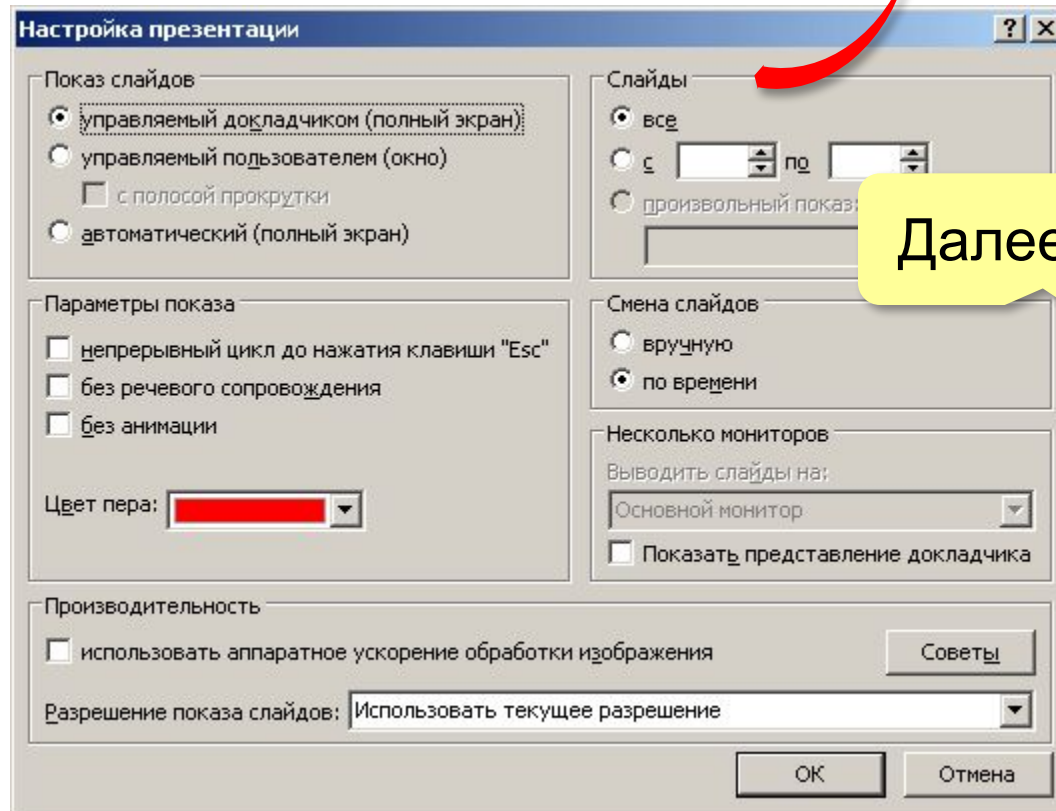 Настройка презентации
Показ слайдов
управляемый докладчиком (полный экран)
управляемый пользователем (окно)
с полосой прокрутки
автоматический (полный экран)
Слайды
все
с по
произвольный показ:
Далее
Параметры показа
непрерывный цикл до нажатия клавиши "Esc"
без речевого сопровождения
без анимации
Цвет пера:
Смена слайдов
вручную
по времени
Несколько мониторов
Выводить слайды на:
Основной монитор
Показать представление докладчика
Производительность
использовать аппаратное ускорение обработки изображения
Советы
Разрешение показа слайдов: Использовать текущее разрешение
ОК Отмена